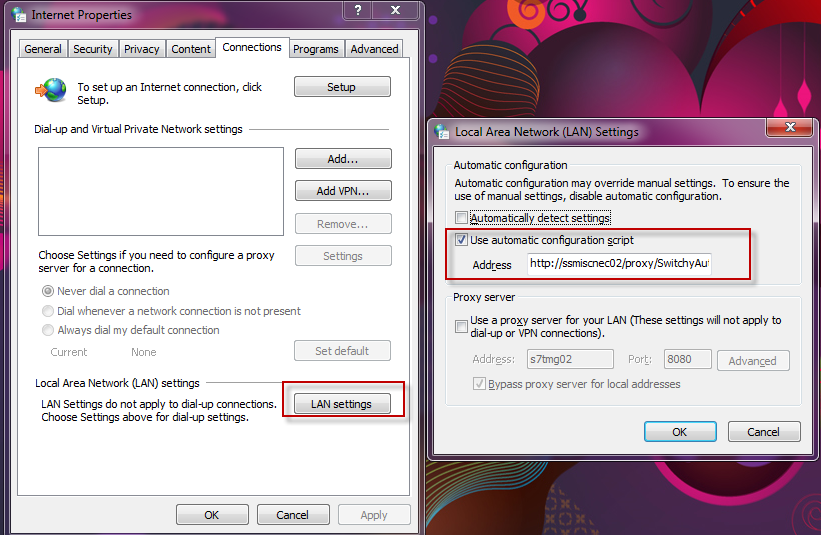 Internet Properties
?
X
General
Security
Privacy
Content
Connections
Programs
Advanced
To set up an Internet connection, click
Setup.
Setup
Dial-up and Virtual Private Network settings
Add...
Add VPN...
Remove...
Choose Settings if you need to configure a proxy
server for a connection.
Settings
Never dial a connection
Dial whenever a network connection is not present
Always dial my default connection
Current
None
Set default
Local Area Network (LAN) settings
LAN Settings do not apply to dial-up connections.
Choose Settings above for dial-up settings.
LAN settings
OK
Cancel
Apply
Local Area Network (LAN) Settings
X
Automatic configuration
Automatic configuration may override manual settings. To ensure the
use of manual settings, disable automatic configuration.
Automatically detect settings
Use automatic configuration script
Address
http://ssmiscnec02/proxy/SwitchyAu
Proxy server
Use a proxy server for your LAN (These settings will not apply to
dial-up or VPN connections).
Address:
s7tmg02
Port:
8080
Advanced
Bypass proxy server for local addresses
OK
Cancel